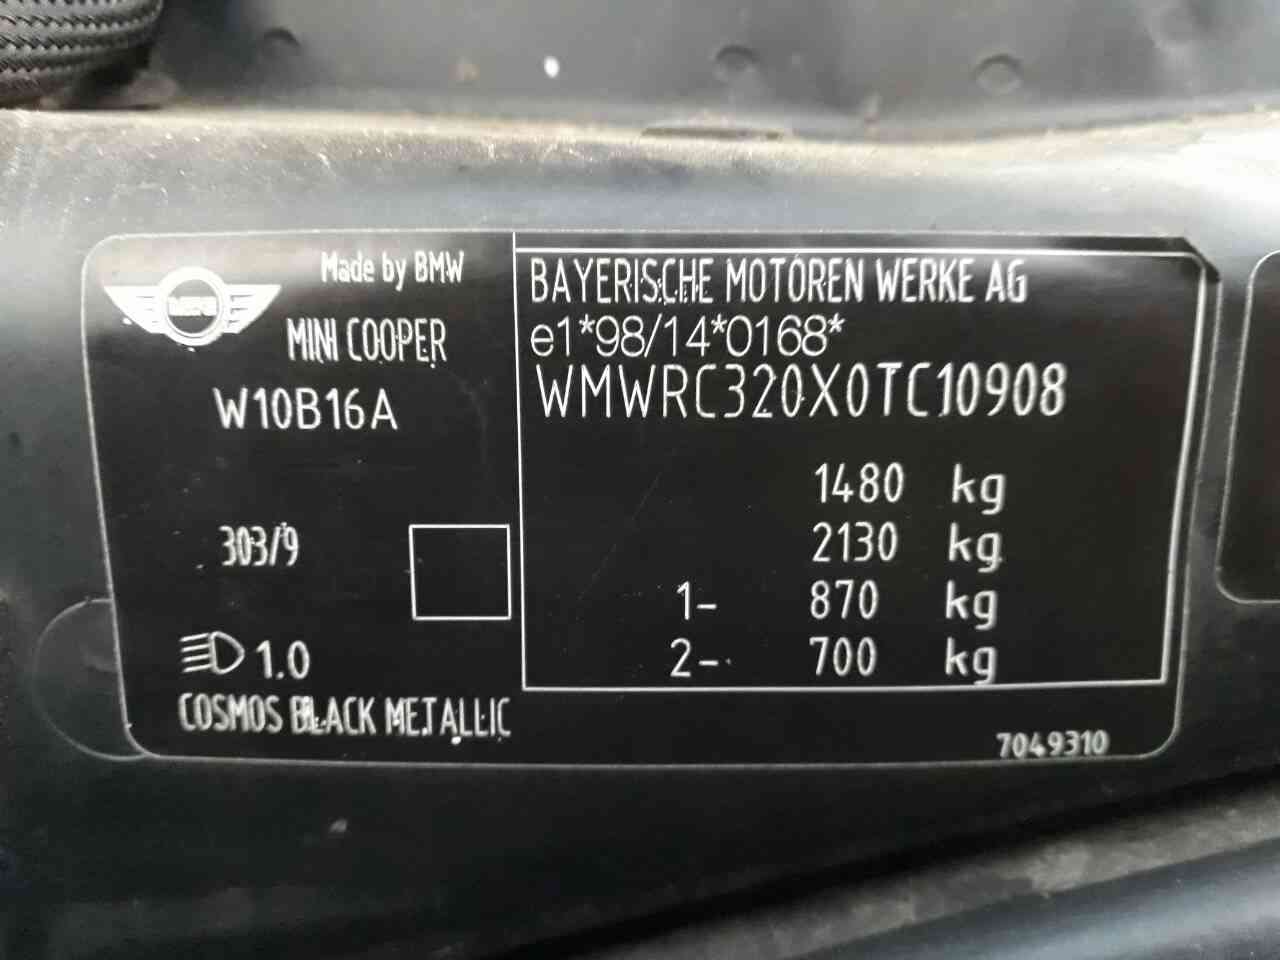 Made by BMW
MINI
MINI COOPER
W10B16A
303/9
1.0
COSMOS BLACK METALLIC
BAYERISCHE MOTOREN WERKE AG
e1*98/14*0168*
WMWRC320X0TC10908
1480 kg
2130 kg
1- 870 kg
2- 700 kg
7049310